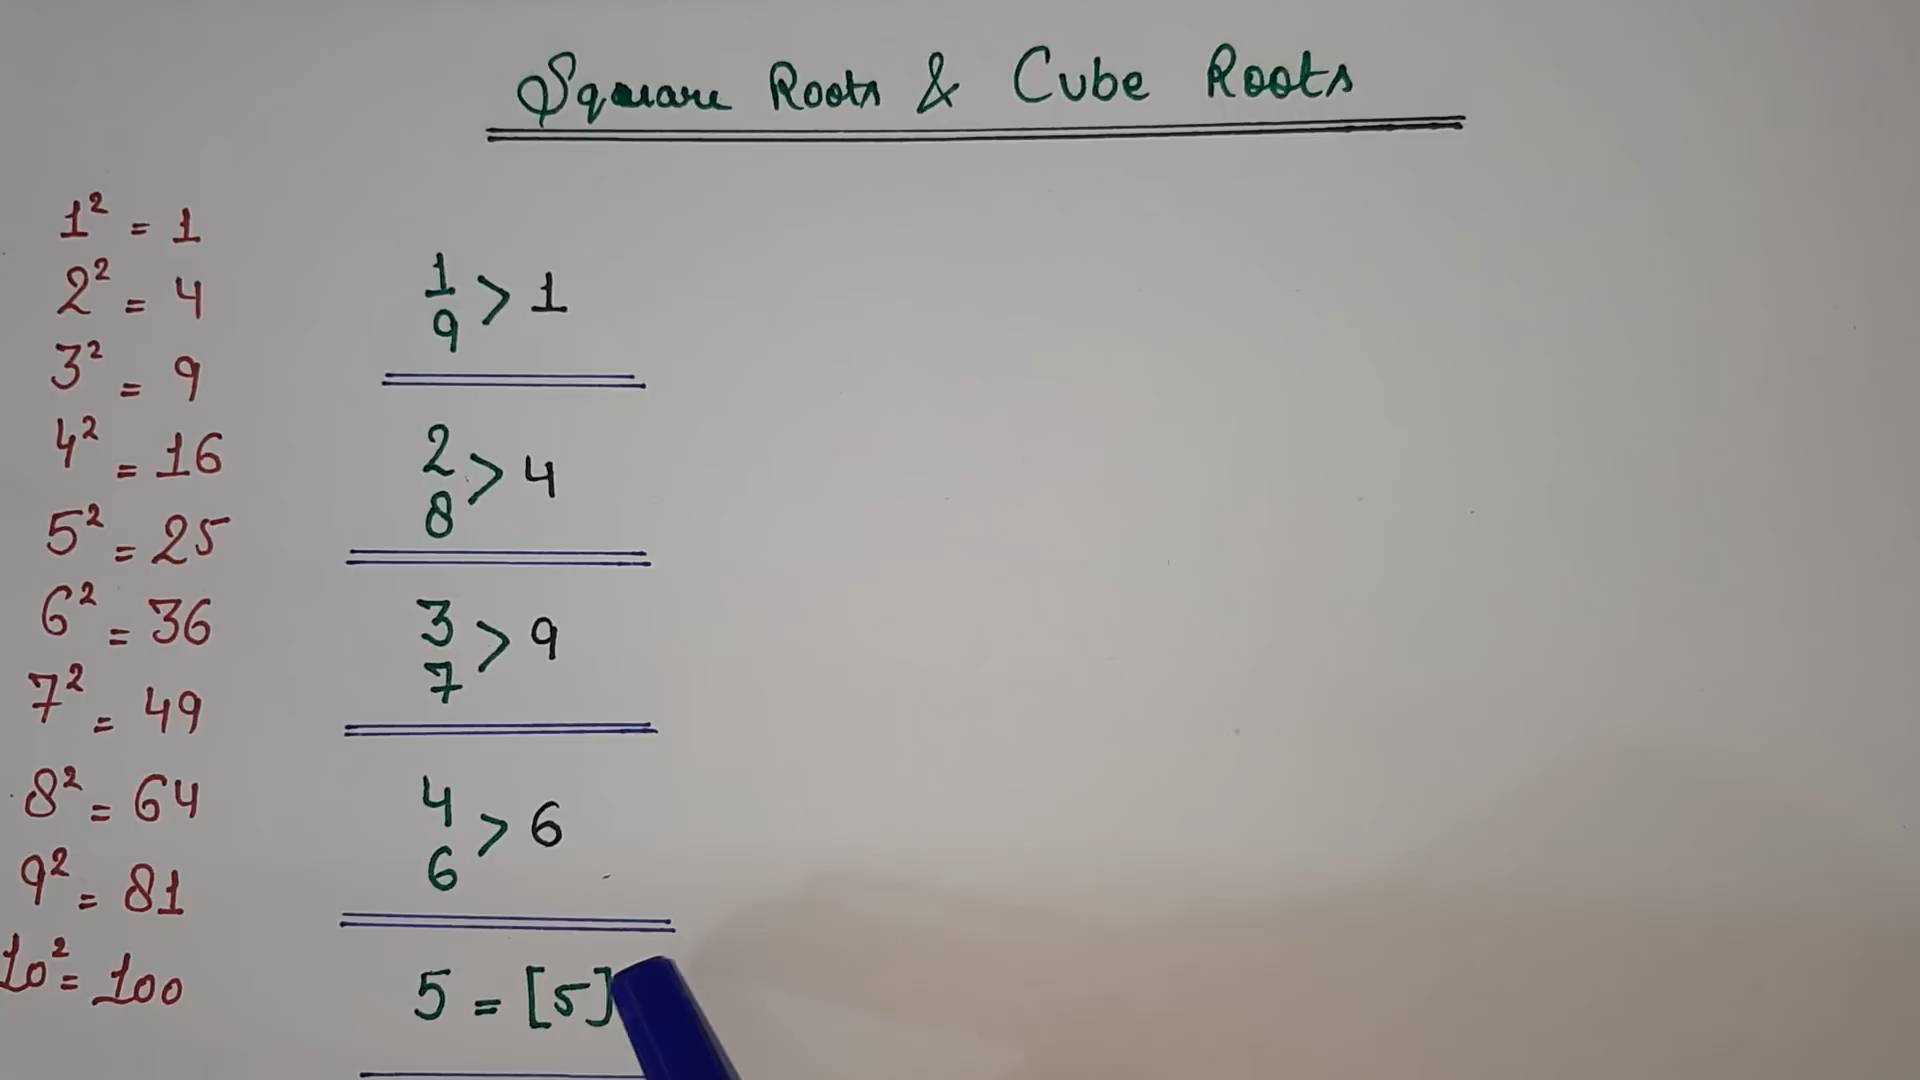 Square Roots & Cube Roots
1² = 1
2² = 4
3² = 9
4² = 16
5² = 25
6² = 36
7² = 49
8² = 64
9² = 81
10² = 100
1
9 > 1
2
8 > 4
3
7 > 9
4
6 > 6
5 = [5]